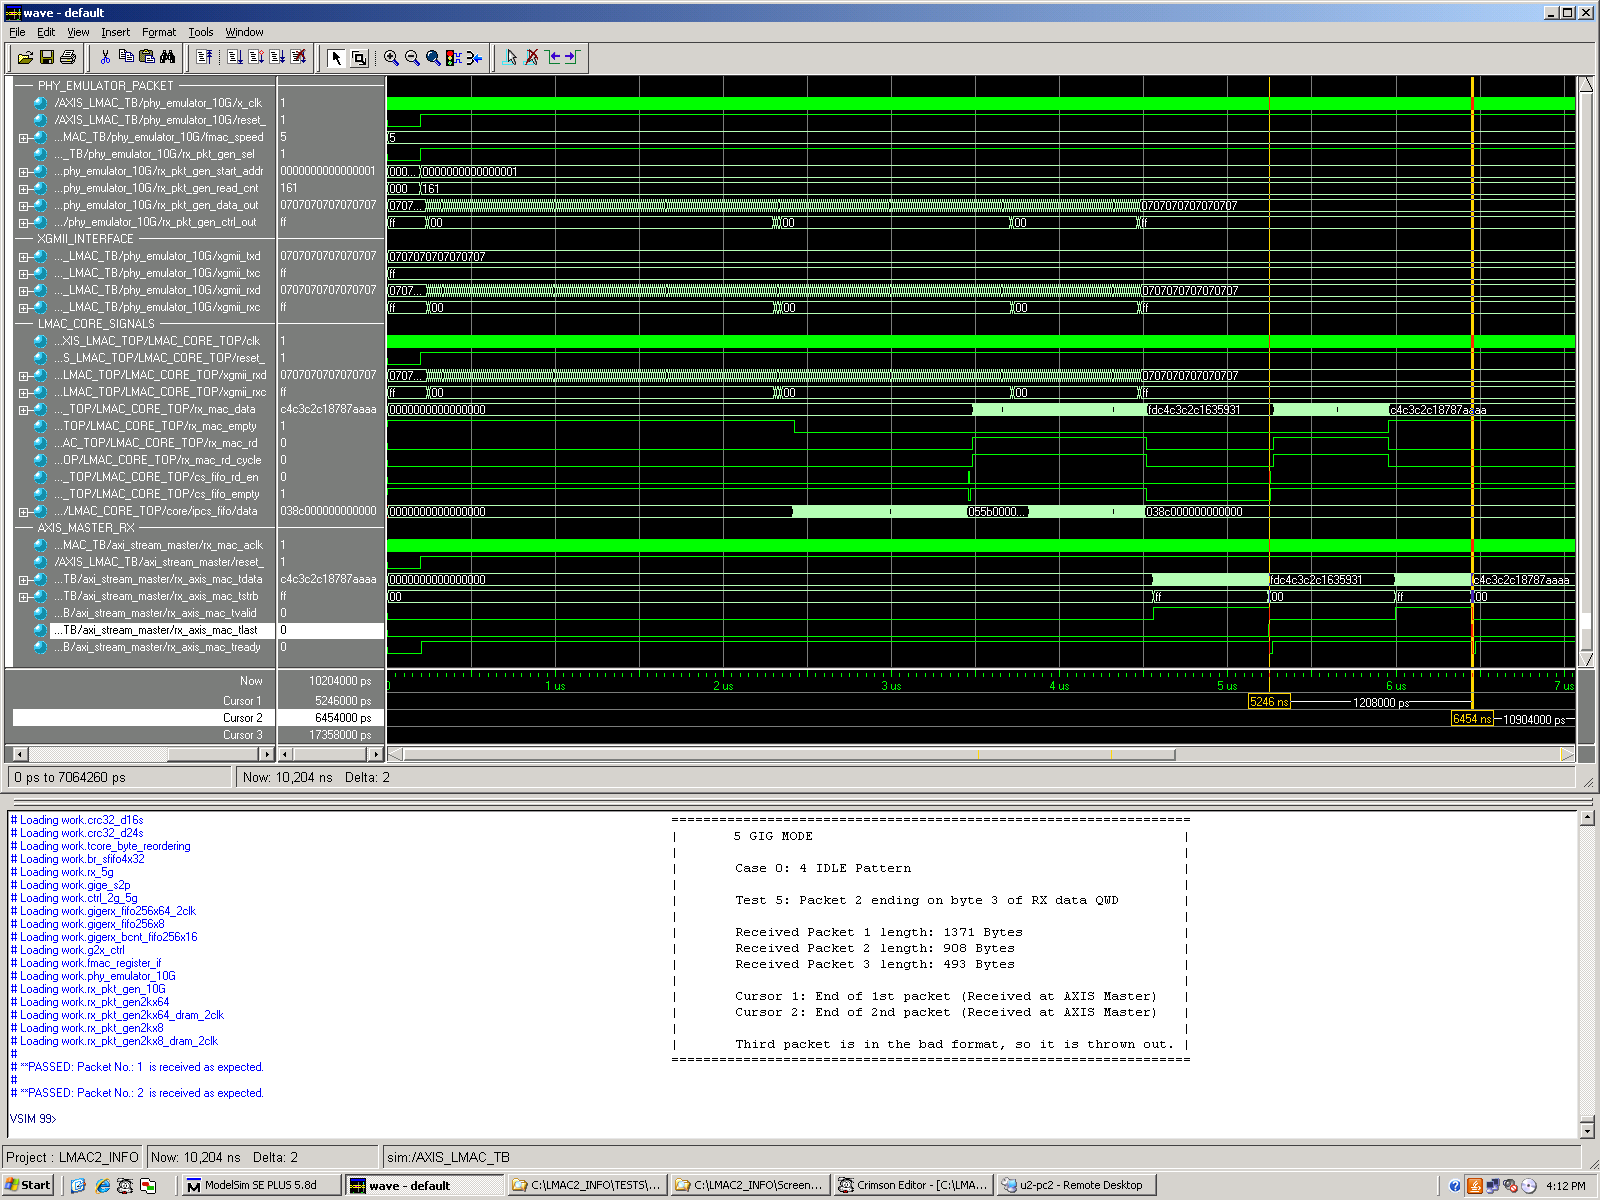 wave - default
File Edit View Insert Format Tools Window
PHY_EMULATOR_PACKET
/AXIS_LMAC_TB/phy_emulator_10G/x_clk 1
/AXIS_LMAC_TB/phy_emulator_10G/reset_ 1
...MAC_TB/phy_emulator_10G/fmac_speed 5 5
..._TB/phy_emulator_10G/rx_pkt_gen_sel 1
...phy_emulator_10G/rx_pkt_gen_start_addr 0000000000000001 000... 0000000000000001
...phy_emulator_10G/rx_pkt_gen_read_cnt 161 000 161
...phy_emulator_10G/rx_pkt_gen_data_out 0707070707070707 0707... 0707070707070707
.../phy_emulator_10G/rx_pkt_gen_ctrl_out ff ff 00 00 00 ff
XGMII_INTERFACE
..._LMAC_TB/phy_emulator_10G/xgmii_txd 0707070707070707 0707070707070707
..._LMAC_TB/phy_emulator_10G/xgmii_txc ff ff
..._LMAC_TB/phy_emulator_10G/xgmii_rxd 0707070707070707 0707... 0707070707070707
..._LMAC_TB/phy_emulator_10G/xgmii_rxc ff ff 00 00 00 ff
LMAC_CORE_SIGNALS
...XIS_LMAC_TOP/LMAC_CORE_TOP/clk 1
...S_LMAC_TOP/LMAC_CORE_TOP/reset_ 1
...LMAC_TOP/LMAC_CORE_TOP/xgmii_rxd 0707070707070707 0707... 0707070707070707
...LMAC_TOP/LMAC_CORE_TOP/xgmii_rxc ff ff 00 00 00 ff
..._TOP/LMAC_CORE_TOP/rx_mac_data c4c3c2c18787aaaa 0000000000000000 fdc4c3c2c1635931 c4c3c2c18787aaaa
...TOP/LMAC_CORE_TOP/rx_mac_empty 1
...AC_TOP/LMAC_CORE_TOP/rx_mac_rd 0
...OP/LMAC_CORE_TOP/rx_mac_rd_cycle 0
..._TOP/LMAC_CORE_TOP/cs_fifo_rd_en 0
..._TOP/LMAC_CORE_TOP/cs_fifo_empty 1
.../LMAC_CORE_TOP/core/ipcs_fifo/data 038c000000000000 0000000000000000 055b0000... 038c000000000000
AXIS_MASTER_RX
...MAC_TB/axi_stream_master/rx_mac_aclk 1
/AXIS_LMAC_TB/axi_stream_master/reset_ 1
...TB/axi_stream_master/rx_axis_mac_tdata c4c3c2c18787aaaa 0000000000000000 fdc4c3c2c1635931 c4c3c2c18787aaaa
...TB/axi_stream_master/rx_axis_mac_tstrb ff 00 ff 00 ff 00
...B/axi_stream_master/rx_axis_mac_tvalid 0
...TB/axi_stream_master/rx_axis_mac_tlast 0
...B/axi_stream_master/rx_axis_mac_tready 0
Now 10204000 ps 1 us 2 us 3 us 4 us 5 us 6 us 7 us
Cursor 1 5246000 ps 5246 ns 1208000 ps
Cursor 2 6454000 ps 6454 ns 10904000 ps
Cursor 3 17358000 ps
0 ps to 7064260 ps Now: 10,204 ns Delta: 2
# Loading work.crc32_d16s
# Loading work.crc32_d24s
# Loading work.tcore_byte_reordering
# Loading work.br_sfifo4x32
# Loading work.rx_5g
# Loading work.gige_s2p
# Loading work.ctrl_2g_5g
# Loading work.gigerx_fifo256x64_2clk
# Loading work.gigerx_fifo256x8
# Loading work.gigerx_bcnt_fifo256x16
# Loading work.g2x_ctrl
# Loading work.fmac_register_if
# Loading work.phy_emulator_10G
# Loading work.rx_pkt_gen_10G
# Loading work.rx_pkt_gen2kx64
# Loading work.rx_pkt_gen2kx64_dram_2clk
# Loading work.rx_pkt_gen2kx8
# Loading work.rx_pkt_gen2kx8_dram_2clk
#
# **PASSED: Packet No.: 1 is received as expected.
#
# **PASSED: Packet No.: 2 is received as expected.
VSIM 99>
5 GIG MODE
Case 0: 4 IDLE Pattern
Test 5: Packet 2 ending on byte 3 of RX data QWD
Received Packet 1 length: 1371 Bytes
Received Packet 2 length: 908 Bytes
Received Packet 3 length: 493 Bytes
Cursor 1: End of 1st packet (Received at AXIS Master)
Cursor 2: End of 2nd packet (Received at AXIS Master)
Third packet is in the bad format, so it is thrown out.
Project : LMAC2_INFO Now: 10,204 ns Delta: 2 sim:/AXIS_LMAC_TB
Start ModelSim SE PLUS 5.8d wave - default C:\LMAC2_INFO\TESTS\... C:\LMAC2_INFO\Screen... Crimson Editor - [C:\LMA... u2-pc2 - Remote Desktop 4:12 PM